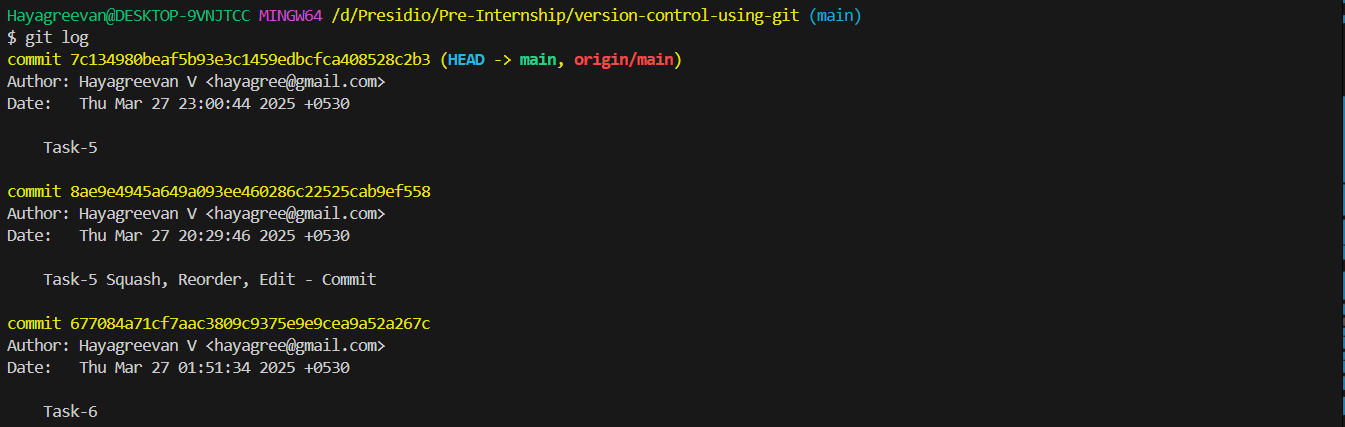 Hayagreevan@DESKTOP-9VNJTCC MINGW64 /d/Presidio/Pre-Internship/version-control-using-git (main)
$ git log
commit 7c134980beaf5b93e3c1459edbcfca408528c2b3 (HEAD -> main, origin/main)
Author: Hayagreevan V <hayagree@gmail.com>
Date:   Thu Mar 27 23:00:44 2025 +0530
Task-5
commit 8ae9e4945a649a093ee460286c22525cab9ef558
Author: Hayagreevan V <hayagree@gmail.com>
Date:   Thu Mar 27 20:29:46 2025 +0530
Task-5 Squash, Reorder, Edit - Commit
commit 677084a71cf7aac3809c9375e9e9cea9a52a267c
Author: Hayagreevan V <hayagree@gmail.com>
Date:   Thu Mar 27 01:51:34 2025 +0530
Task-6